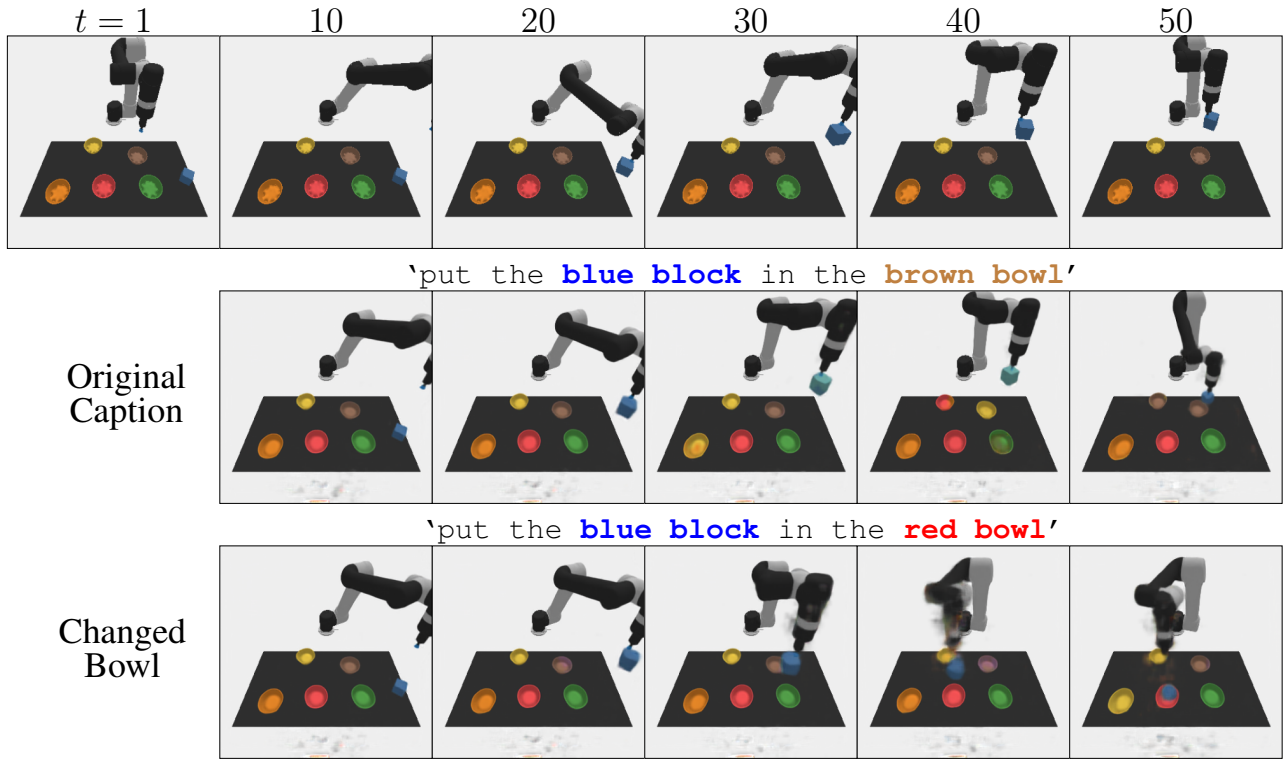 t = 1 10 20 30 40 50
'put the blue block in the brown bowl'
Original
Caption
'put the blue block in the red bowl'
Changed
Bowl